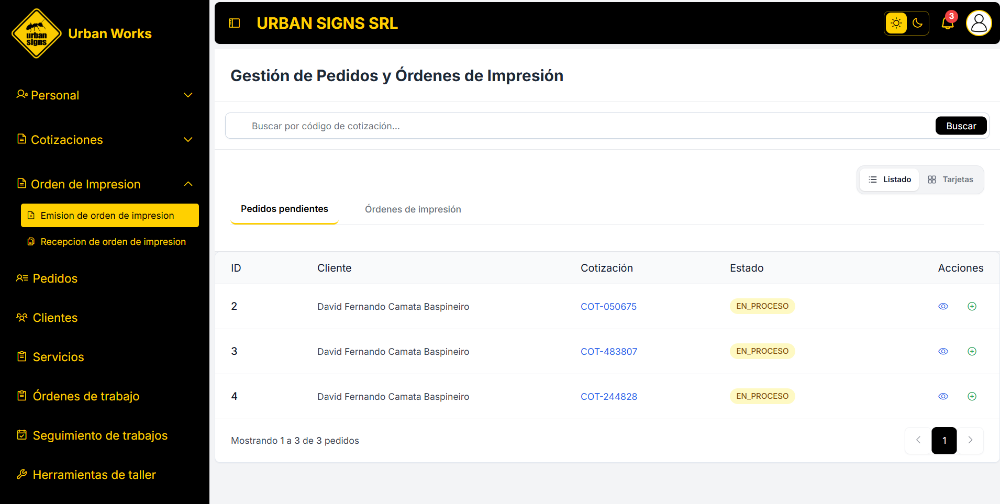 urban
signs
Urban Works
Personal
Cotizaciones
Orden de Impresion
Emision de orden de impresion
Recepcion de orden de impresion
Pedidos
Clientes
Servicios
Órdenes de trabajo
Seguimiento de trabajos
Herramientas de taller
URBAN SIGNS SRL
3
Gestión de Pedidos y Órdenes de Impresión
Buscar por código de cotización...
Buscar
Listado
Tarjetas
Pedidos pendientes
Órdenes de impresión
ID Cliente Cotización Estado Acciones
2 David Fernando Camata Baspineiro COT-050675 EN_PROCESO
3 David Fernando Camata Baspineiro COT-483807 EN_PROCESO
4 David Fernando Camata Baspineiro COT-244828 EN_PROCESO
Mostrando 1 a 3 de 3 pedidos
1